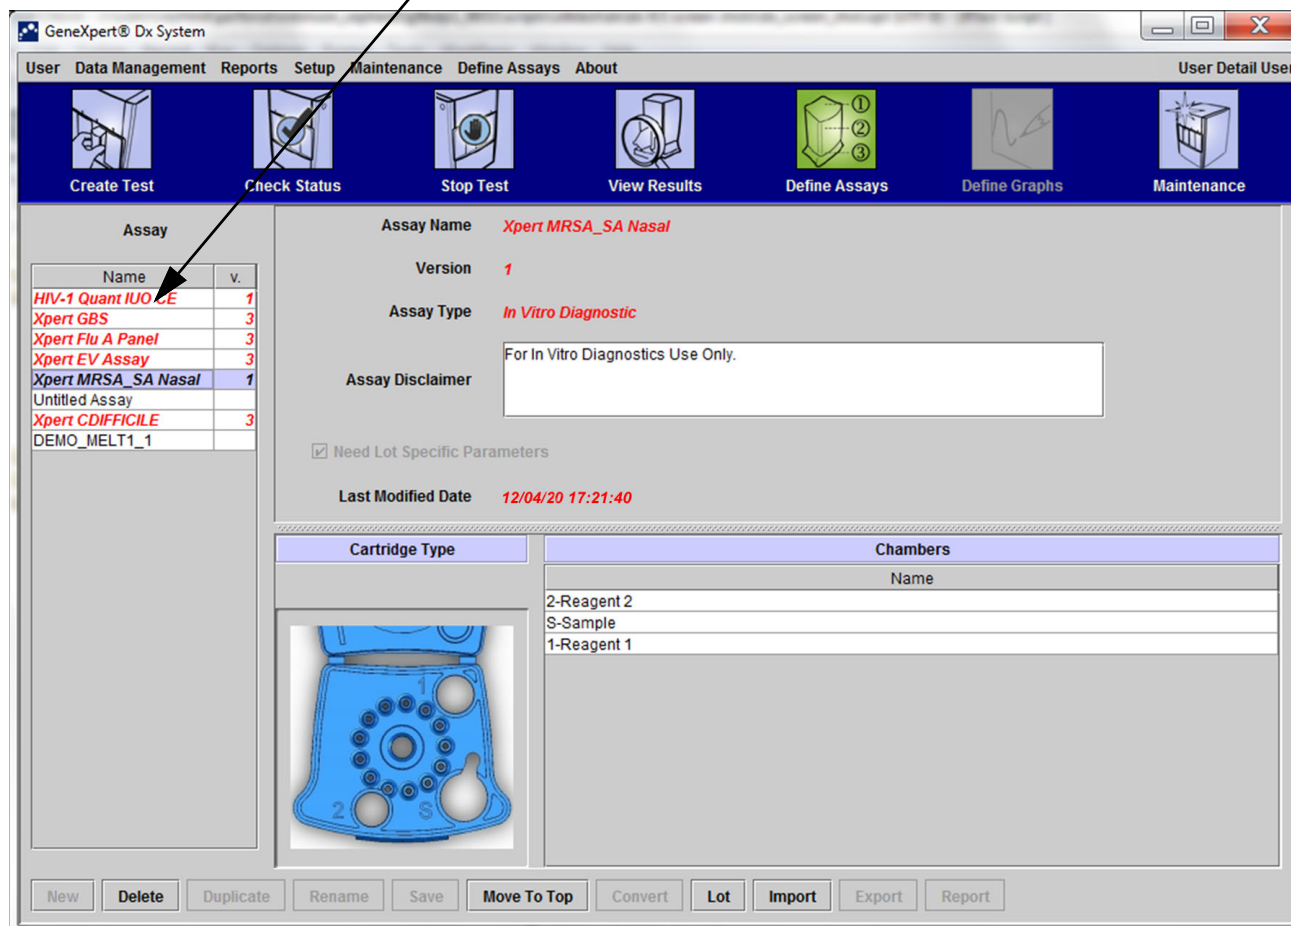 GeneXpert® Dx System
User Data Management Reports Setup Maintenance Define Assays About User Detail User
① ② ③
Create Test Check Status Stop Test View Results Define Assays Define Graphs Maintenance
Assay
Name v.
HIV-1 Quant IUO CE 1
Xpert GBS 3
Xpert Flu A Panel 3
Xpert EV Assay 3
Xpert MRSA_SA Nasal 1
Untitled Assay
Xpert CDIFFICILE 3
DEMO_MELT1_1
Assay Name Xpert MRSA_SA Nasal
Version 1
Assay Type In Vitro Diagnostic
Assay Disclaimer For In Vitro Diagnostics Use Only.
Need Lot Specific Parameters
Last Modified Date 12/04/20 17:21:40
Cartridge Type
1
2 S
Chambers
Name
2-Reagent 2
S-Sample
1-Reagent 1
New Delete Duplicate Rename Save Move To Top Convert Lot Import Export Report